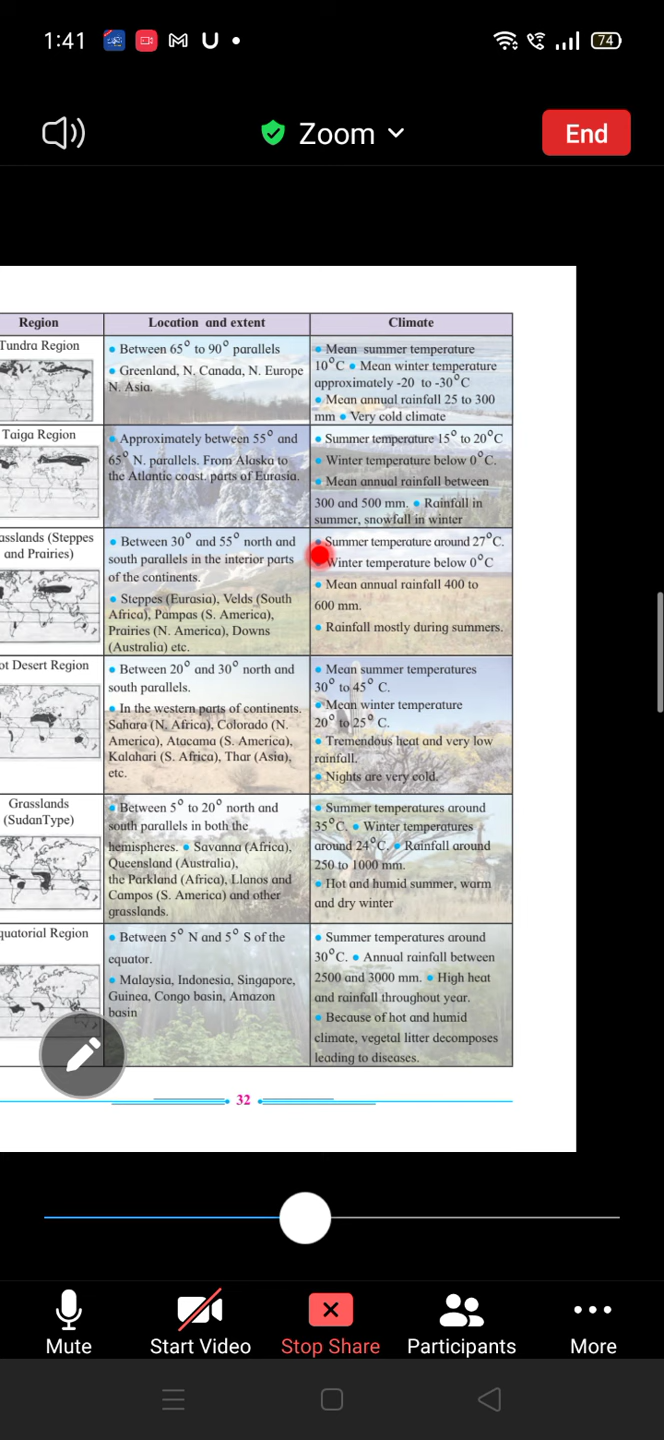 1:41
74
Zoom
End
Region
Location and extent
Climate
Tundra Region
• Between 65° to 90° parallels
• Greenland, N. Canada, N. Europe
N. Asia.
• Mean summer temperature
10°C • Mean winter temperature
approximately -20 to -30°C
• Mean annual rainfall 25 to 300
mm • Very cold climate
Taiga Region
• Approximately between 55° and
65° N. parallels. From Alaska to
the Atlantic coast. parts of Eurasia.
• Summer temperature 15° to 20°C
• Winter temperature below 0°C.
• Mean annual rainfall between
300 and 500 mm. • Rainfall in
summer, snowfall in winter
asslands (Steppes
and Prairies)
• Between 30° and 55° north and
south parallels in the interior parts
of the continents.
• Steppes (Eurasia), Velds (South
Africa), Pampas (S. America),
Prairies (N. America), Downs
(Australia) etc.
• Summer temperature around 27°C.
Winter temperature below 0°C
• Mean annual rainfall 400 to
600 mm.
• Rainfall mostly during summers.
ot Desert Region
• Between 20° and 30° north and
south parallels.
• In the western parts of continents.
Sahara (N. Africa), Colorado (N.
America), Atacama (S. America),
Kalahari (S. Africa), Thar (Asia),
etc.
• Mean summer temperatures
30° to 45° C.
• Mean winter temperature
20° to 25° C.
• Tremendous heat and very low
rainfall.
• Nights are very cold.
Grasslands
(SudanType)
• Between 5° to 20° north and
south parallels in both the
hemispheres. • Savanna (Africa),
Queensland (Australia),
the Parkland (Africa), Llanos and
Campos (S. America) and other
grasslands.
• Summer temperatures around
35°C. • Winter temperatures
around 24°C. • Rainfall around
250 to 1000 mm.
• Hot and humid summer, warm
and dry winter
quatorial Region
• Between 5° N and 5° S of the
equator.
• Malaysia, Indonesia, Singapore,
Guinea, Congo basin, Amazon
basin
• Summer temperatures around
30°C. • Annual rainfall between
2500 and 3000 mm. • High heat
and rainfall throughout year.
• Because of hot and humid
climate, vegetal litter decomposes
leading to diseases.
32
Mute
Start Video
Stop Share
Participants
More